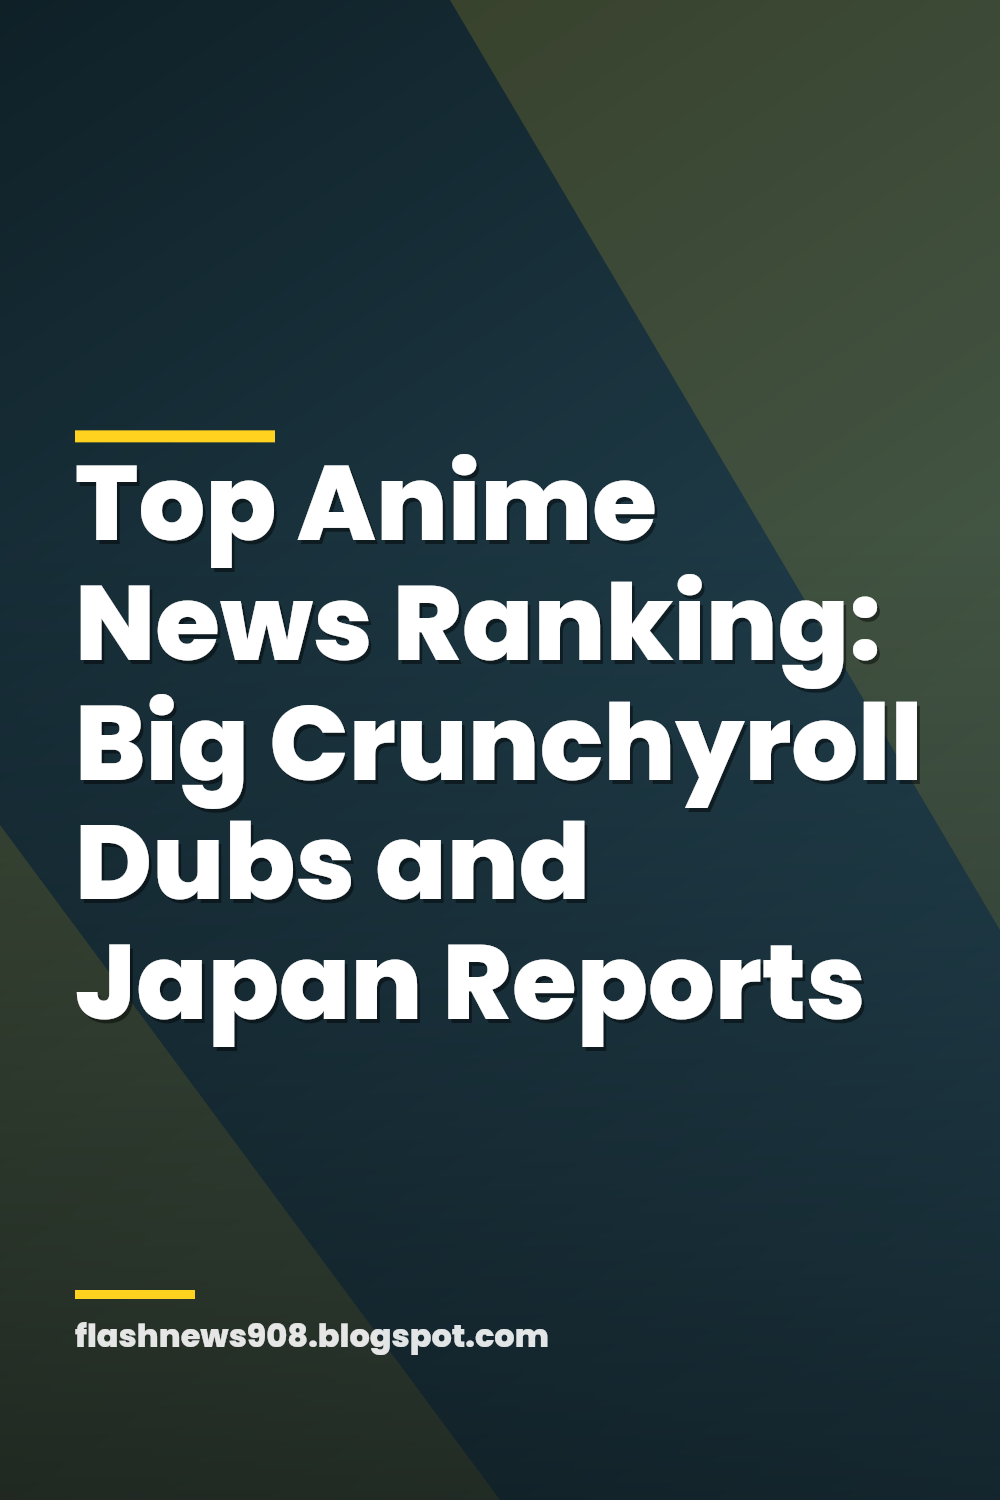 Top Anime
News Ranking:
Big Crunchyroll
Dubs and
Japan Reports
flashnews908.blogspot.com